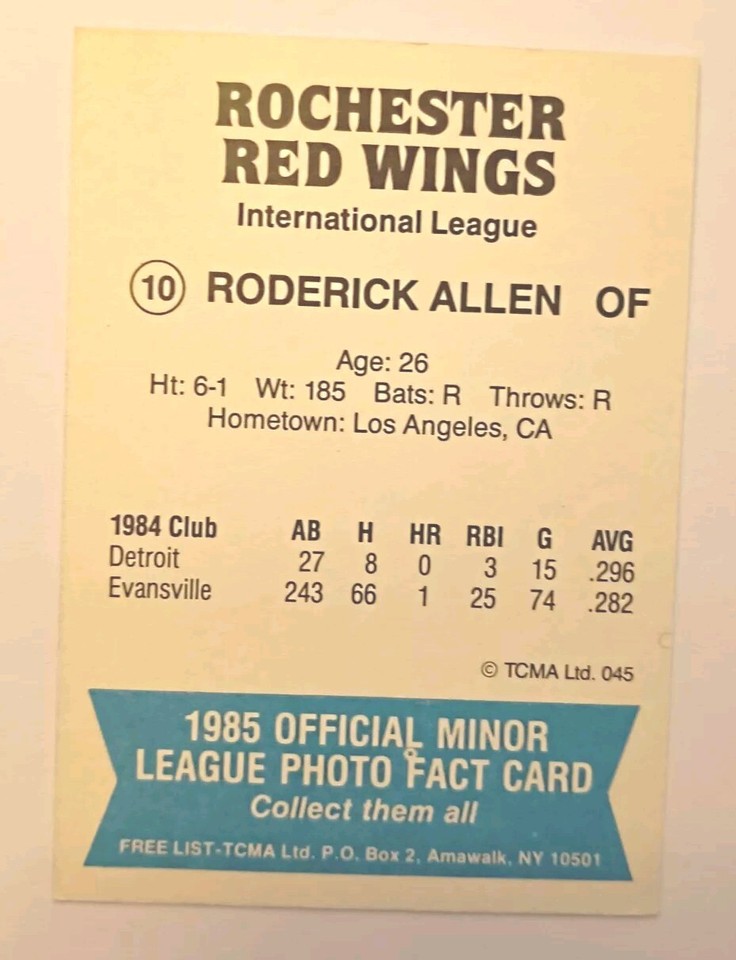 ROCHESTER
RED WINGS
International League
10 RODERICK ALLEN OF
Age: 26
Ht: 6-1 Wt: 185 Bats: R Throws: R
Hometown: Los Angeles, CA
1984 Club AB H HR RBI G AVG
Detroit 27 8 0 3 15 .296
Evansville 243 66 1 25 74 .282
© TCMA Ltd. 045
1985 OFFICIAL MINOR
LEAGUE PHOTO FACT CARD
Collect them all
FREE LIST-TCMA Ltd. P.O. Box 2, Amawalk, NY 10501